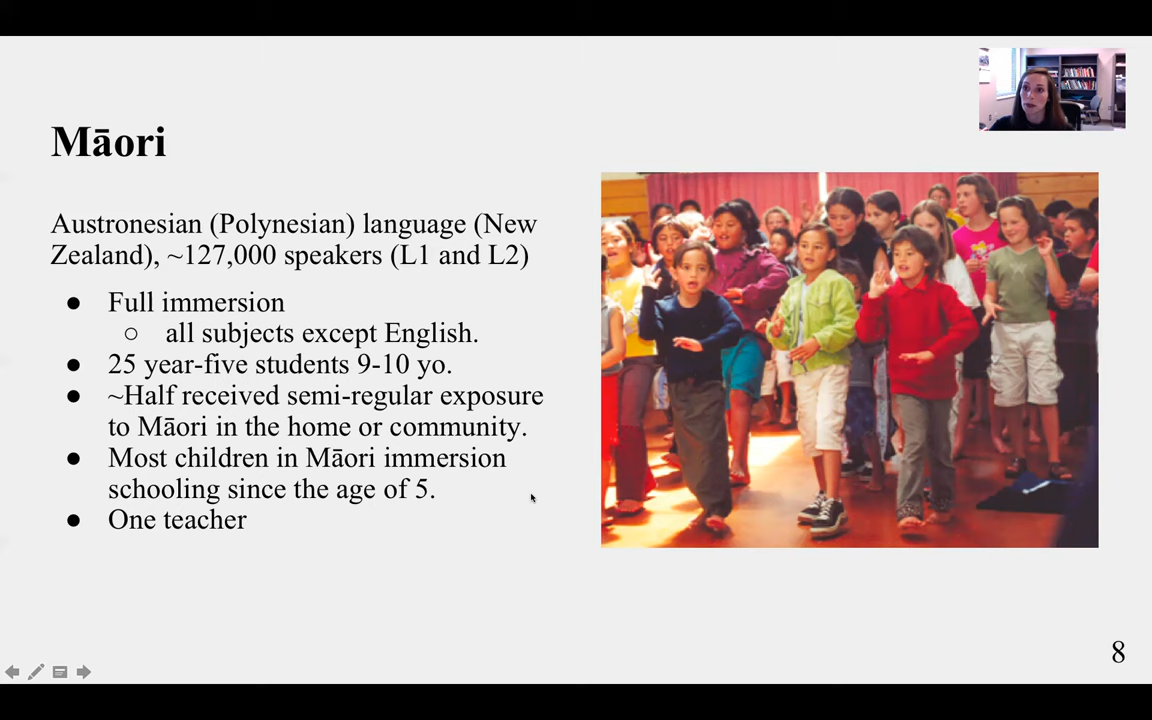 Māori
Austronesian (Polynesian) language (New
Zealand), ~127,000 speakers (L1 and L2)
● Full immersion
○ all subjects except English.
● 25 year-five students 9-10 yo.
● ~Half received semi-regular exposure
to Māori in the home or community.
● Most children in Māori immersion
schooling since the age of 5.
● One teacher
8